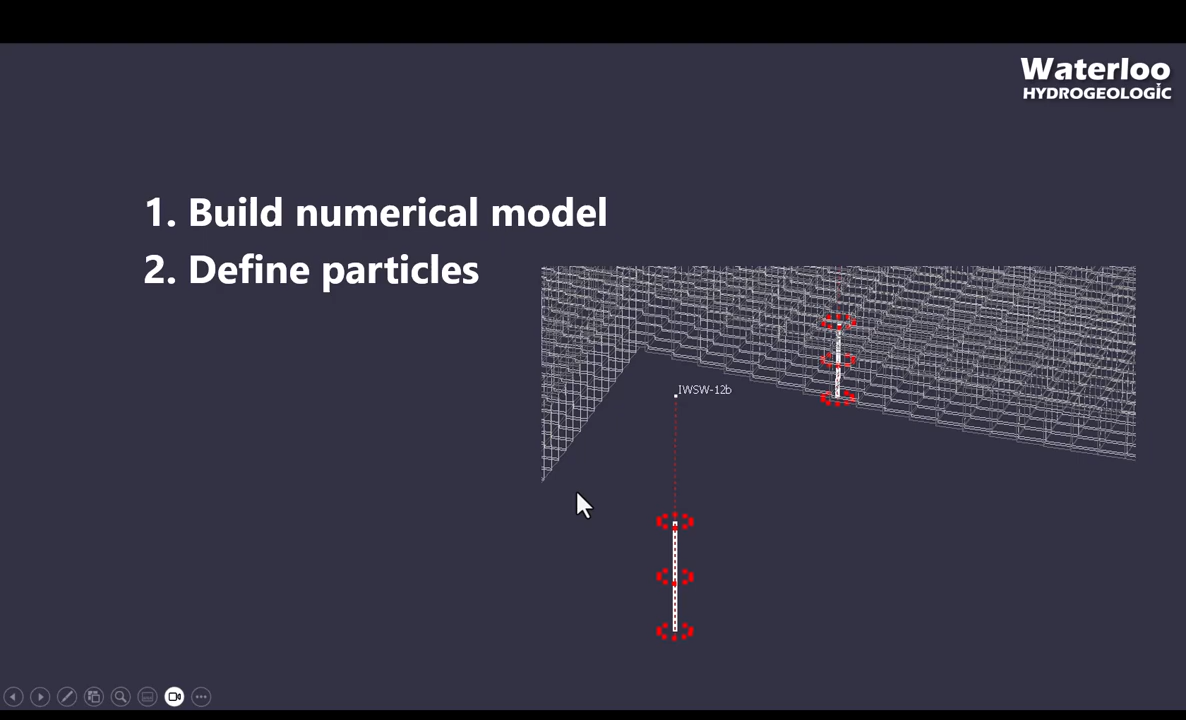 Waterloo
HYDROGEOLOGIC
1. Build numerical model
2. Define particles
IWSW-12b